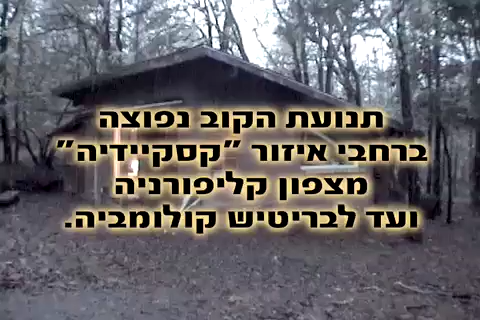 תנועת הקוב נפוצה
ברחבי איזור "קסקיידיה"
מצפון קליפורניה
ועד לבריטיש קולומביה.